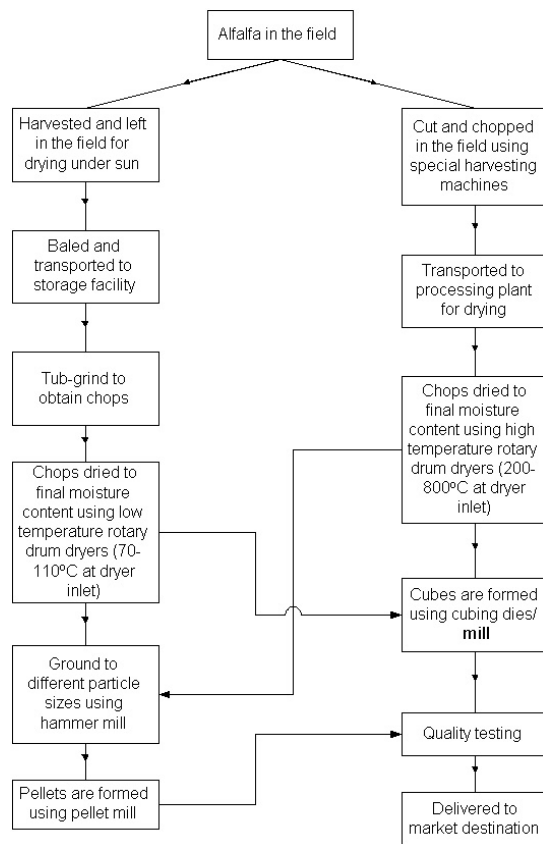 Alfalfa in the field
Harvested and left
in the field for
drying under sun
Baled and
transported to
storage facility
Tub-grind to
obtain chops
Chops dried to
final moisture
content using low
temperature rotary
drum dryers (70-
110ºC at dryer
inlet)
Ground to
different particle
sizes using
hammer mill
Pellets are formed
using pellet mill
Cut and chopped
in the field using
special harvesting
machines
Transported to
processing plant
for drying
Chops dried to
final moisture
content using high
temperature rotary
drum dryers (200-
800ºC at dryer
inlet)
Cubes are formed
using cubing dies/
mill
Quality testing
Delivered to
market destination